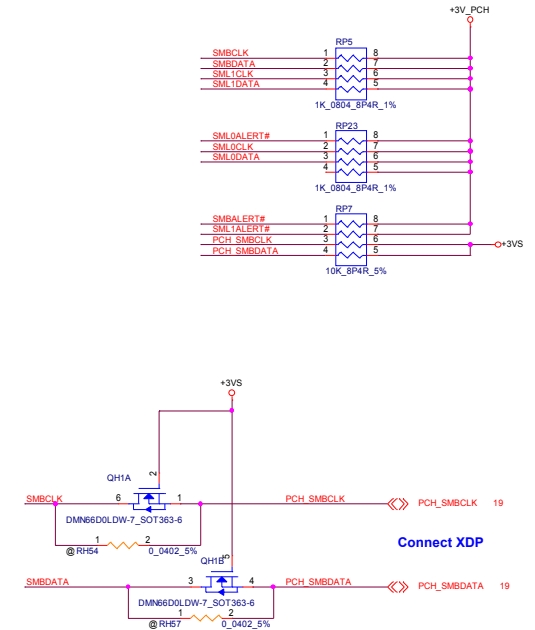 +3V_PCH
RP5
SMBCLK 1 8
SMBDATA 2 7
SML1CLK 3 6
SML1DATA 4 5
1K_0804_8P4R_1%
RP23
SML0ALERT# 1 8
SML0CLK 2 7
SML0DATA 3 6
4 5
1K_0804_8P4R_1%
RP7
SMBALERT# 1 8
SML1ALERT# 2 7
PCH_SMBCLK 3 6
+3VS
PCH_SMBDATA 4 5
10K_8P4R_5%
+3VS
QH1A 2
SMBCLK 6 1 PCH_SMBCLK PCH_SMBCLK 19
DMN66D0LDW-7_SOT363-6
1 2
@RH54 0_0402_5%
Connect XDP
QH1B 5
SMBDATA 3 4 PCH_SMBDATA PCH_SMBDATA 19
DMN66D0LDW-7_SOT363-6
1 2
@RH57 0_0402_5%